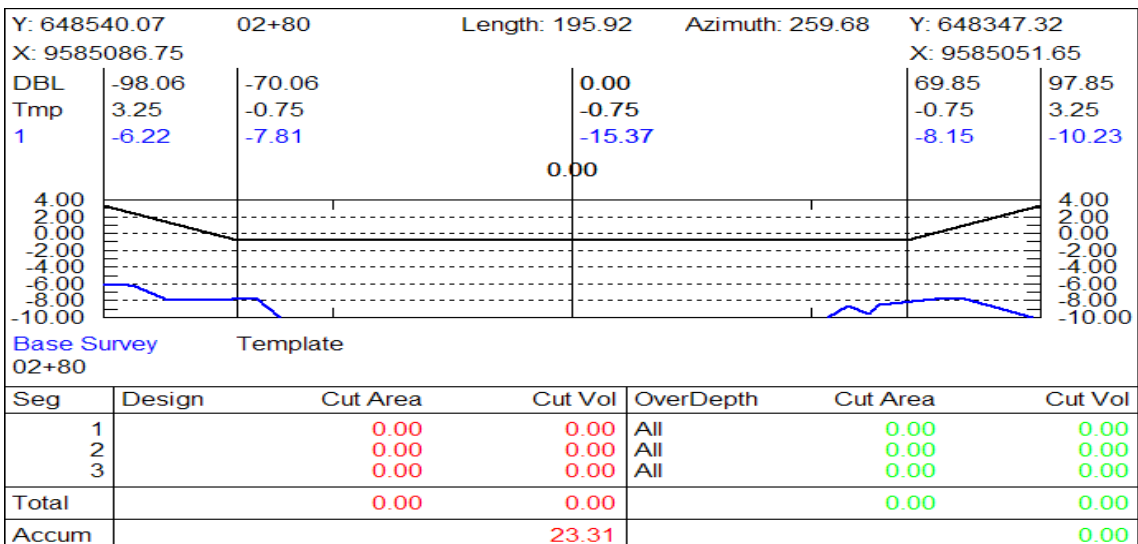 Y: 648540.07 02+80 Length: 195.92 Azimuth: 259.68 Y: 648347.32
X: 9585086.75 X: 9585051.65
DBL -98.06 -70.06 0.00 69.85 97.85
Tmp 3.25 -0.75 -0.75 -0.75 3.25
1 -6.22 -7.81 -15.37 -8.15 -10.23
0.00
4.00 4.00
2.00 2.00
0.00 0.00
-2.00 -2.00
-4.00 -4.00
-6.00 -6.00
-8.00 -8.00
-10.00 -10.00
Base Survey Template
02+80
Seg Design Cut Area Cut Vol OverDepth Cut Area Cut Vol
1 0.00 0.00 All 0.00 0.00
2 0.00 0.00 All 0.00 0.00
3 0.00 0.00 All 0.00 0.00
Total 0.00 0.00 0.00 0.00
Accum 23.31 0.00